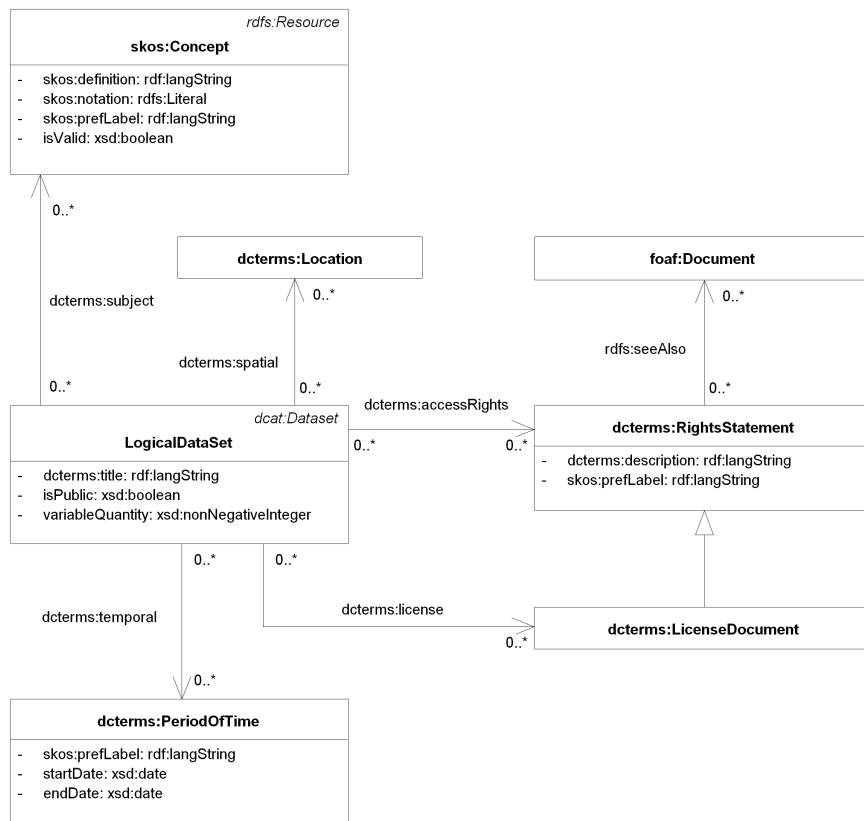 rdfs:Resource
skos:Concept
- skos:definition: rdf:langString
- skos:notation: rdfs:Literal
- skos:prefLabel: rdf:langString
- isValid: xsd:boolean
0..*
dcterms:Location
foaf:Document
0..*
0..*
dcterms:subject
rdfs:seeAlso
dcterms:spatial
0..*
0..*
0..*
dcterms:accessRights
dcat:Dataset
LogicalDataSet
- dcterms:title: rdf:langString
- isPublic: xsd:boolean
- variableQuantity: xsd:nonNegativeInteger
0..*
0..*
dcterms:RightsStatement
- dcterms:description: rdf:langString
- skos:prefLabel: rdf:langString
0..*
0..*
dcterms:temporal
dcterms:license
0..*
dcterms:LicenseDocument
0..*
dcterms:PeriodOfTime
- skos:prefLabel: rdf:langString
- startDate: xsd:date
- endDate: xsd:date